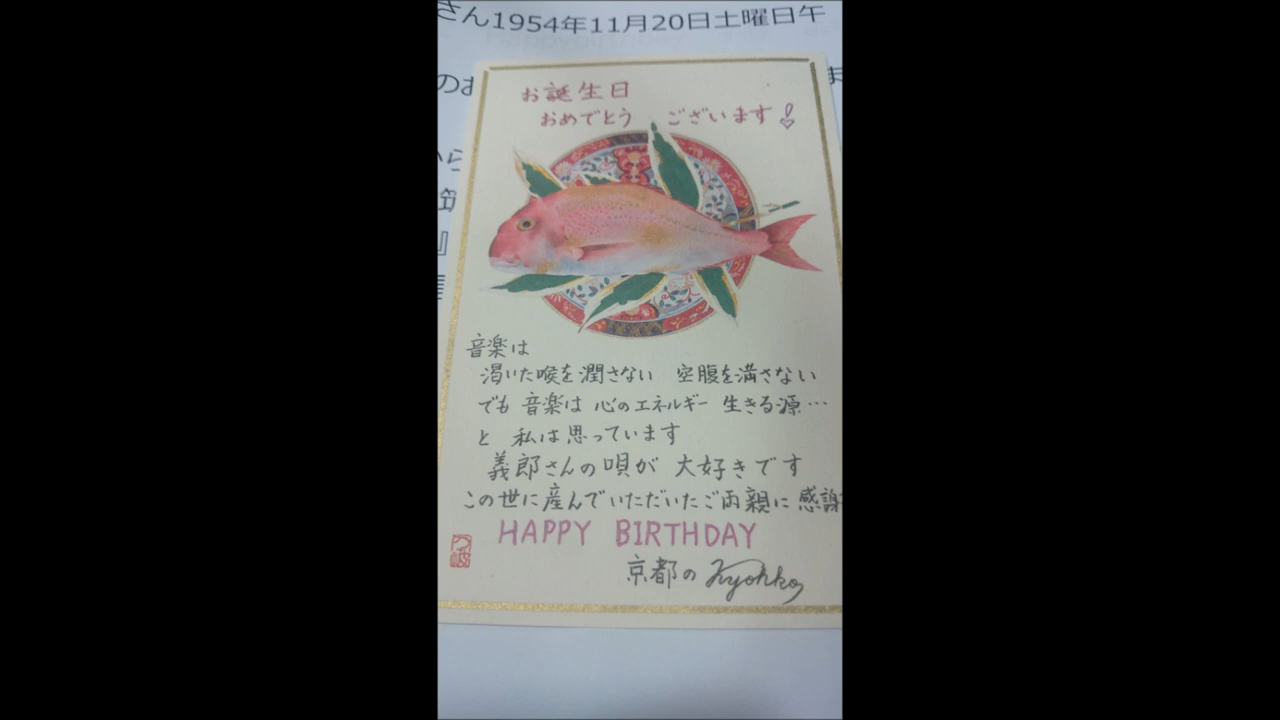 さん1954年11月20日土曜日午
のお
お誕生日
おめでとう ございます!
音楽は
渇いた喉を潤さない 空腹を満さない
でも 音楽は 心のエネルギー 生きる源…
と 私は思っています
義郎さんの唄が 大好きです
この世に産んでいただいたご両親に感謝
HAPPY BIRTHDAY
京都の Kyohko